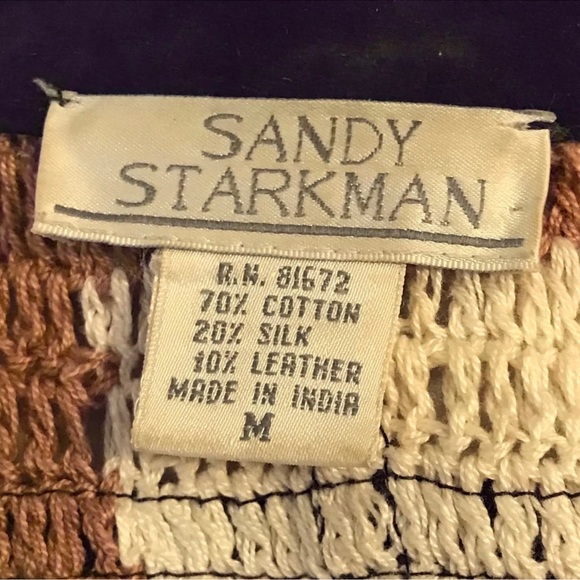 SANDY
STARKMAN
R.N. 81672
70% COTTON
20% SILK
10% LEATHER
MADE IN INDIA
M